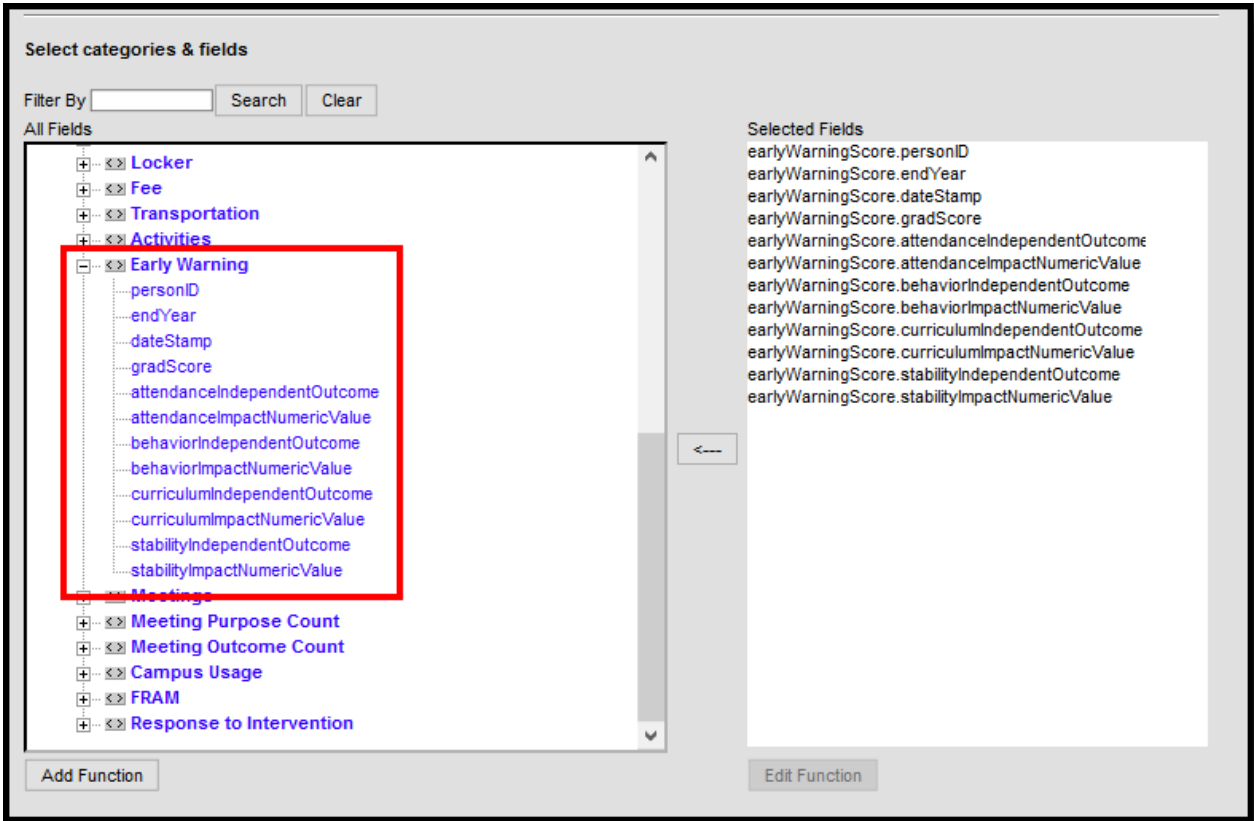 Select categories & fields
Filter By Search Clear
All Fields
Locker
Fee
Transportation
Activities
Early Warning
personID
endYear
dateStamp
gradScore
attendanceIndependentOutcome
attendanceImpactNumericValue
behaviorIndependentOutcome
behaviorImpactNumericValue
curriculumIndependentOutcome
curriculumImpactNumericValue
stabilityIndependentOutcome
stabilityImpactNumericValue
Meetings
Meeting Purpose Count
Meeting Outcome Count
Campus Usage
FRAM
Response to Intervention
Add Function
<---
Selected Fields
earlyWarningScore.personID
earlyWarningScore.endYear
earlyWarningScore.dateStamp
earlyWarningScore.gradScore
earlyWarningScore.attendanceIndependentOutcome
earlyWarningScore.attendanceImpactNumericValue
earlyWarningScore.behaviorIndependentOutcome
earlyWarningScore.behaviorImpactNumericValue
earlyWarningScore.curriculumIndependentOutcome
earlyWarningScore.curriculumImpactNumericValue
earlyWarningScore.stabilityIndependentOutcome
earlyWarningScore.stabilityImpactNumericValue
Edit Function